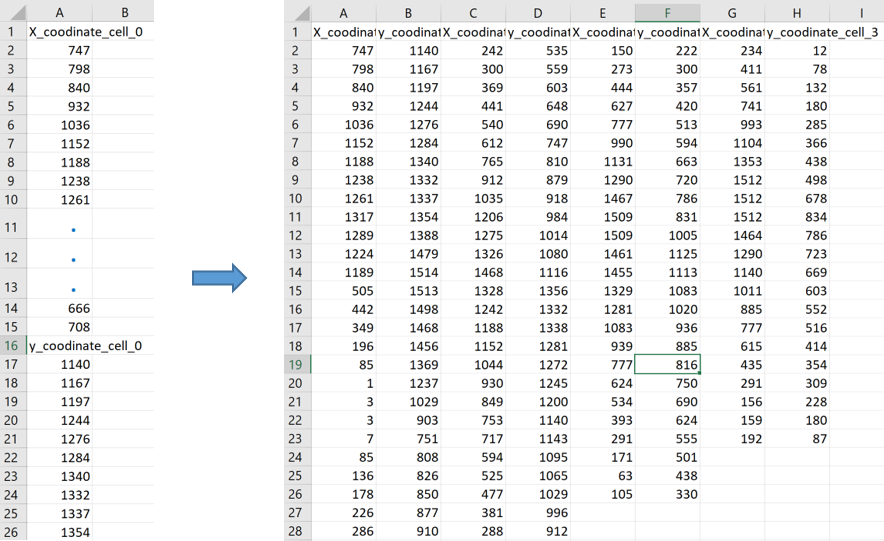 A B
1 X_coodinate_cell_0
2 747
3 798
4 840
5 932
6 1036
7 1152
8 1188
9 1238
10 1261
11 .
12 .
13 .
14 666
15 708
16 y_coodinate_cell_0
17 1140
18 1167
19 1197
20 1244
21 1276
22 1284
23 1340
24 1332
25 1337
26 1354
A B C D E F G H I
1 X_coodinat y_coodinat X_coodinat y_coodinat X_coodinat y_coodinat X_coodinat y_coodinate_cell_3
2 747 1140 242 535 150 222 234 12
3 798 1167 300 559 273 300 411 78
4 840 1197 369 603 444 357 561 132
5 932 1244 441 648 627 420 741 180
6 1036 1276 540 690 777 513 993 285
7 1152 1284 612 747 990 594 1104 366
8 1188 1340 765 810 1131 663 1353 438
9 1238 1332 912 879 1290 720 1512 498
10 1261 1337 1035 918 1467 786 1512 678
11 1317 1354 1206 984 1509 831 1512 834
12 1289 1388 1275 1014 1509 1005 1464 786
13 1224 1479 1326 1080 1461 1125 1290 723
14 1189 1514 1468 1116 1455 1113 1140 669
15 505 1513 1328 1356 1329 1083 1011 603
16 442 1498 1242 1332 1281 1020 885 552
17 349 1468 1188 1338 1083 936 777 516
18 196 1456 1152 1281 939 885 615 414
19 85 1369 1044 1272 777 816 435 354
20 1 1237 930 1245 624 750 291 309
21 3 1029 849 1200 534 690 156 228
22 3 903 753 1140 393 624 159 180
23 7 751 717 1143 291 555 192 87
24 85 808 594 1095 171 501
25 136 826 525 1065 63 438
26 178 850 477 1029 105 330
27 226 877 381 996
28 286 910 288 912